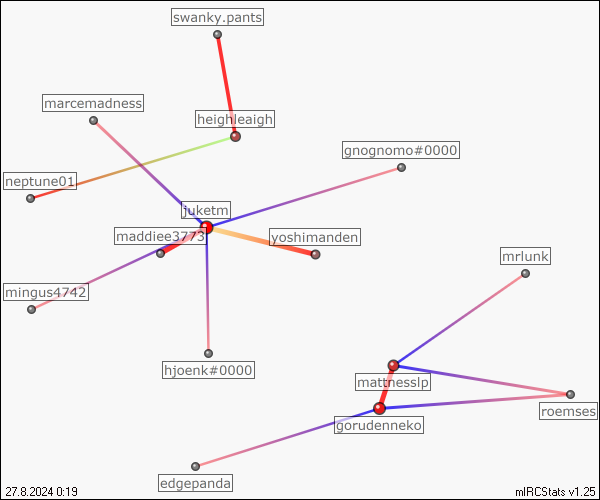 swanky.pants
marcemadness
heighleaigh
gnognomo#0000
neptune01
juketm
maddiee3773
yoshimanden
mrlunk
mingus4742
hjoenk#0000
mattnesslp
roemses
gorudenneko
edgepanda
27.8.2024 0:19
mIRCStats v1.25